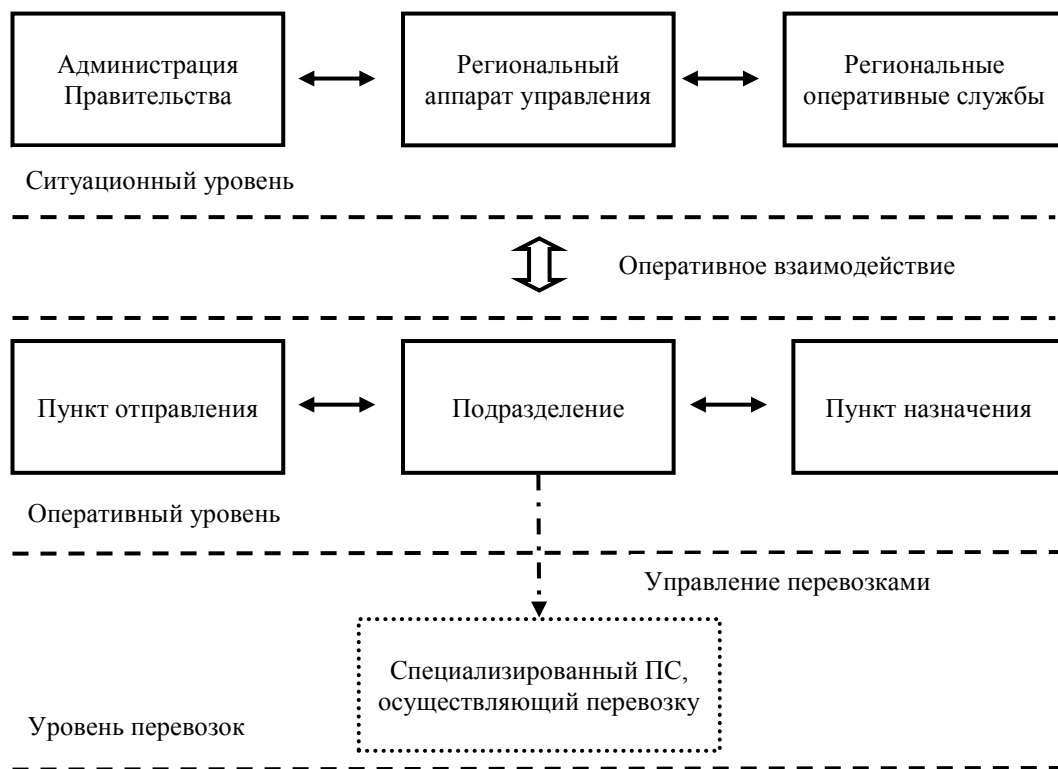 Администрация
Правительства
Региональный
аппарат управления
Региональные
оперативные службы
Ситуационный уровень
Оперативное взаимодействие
Пункт отправления
Подразделение
Пункт назначения
Оперативный уровень
Управление перевозками
Специализированный ПС,
осуществляющий перевозку
Уровень перевозок